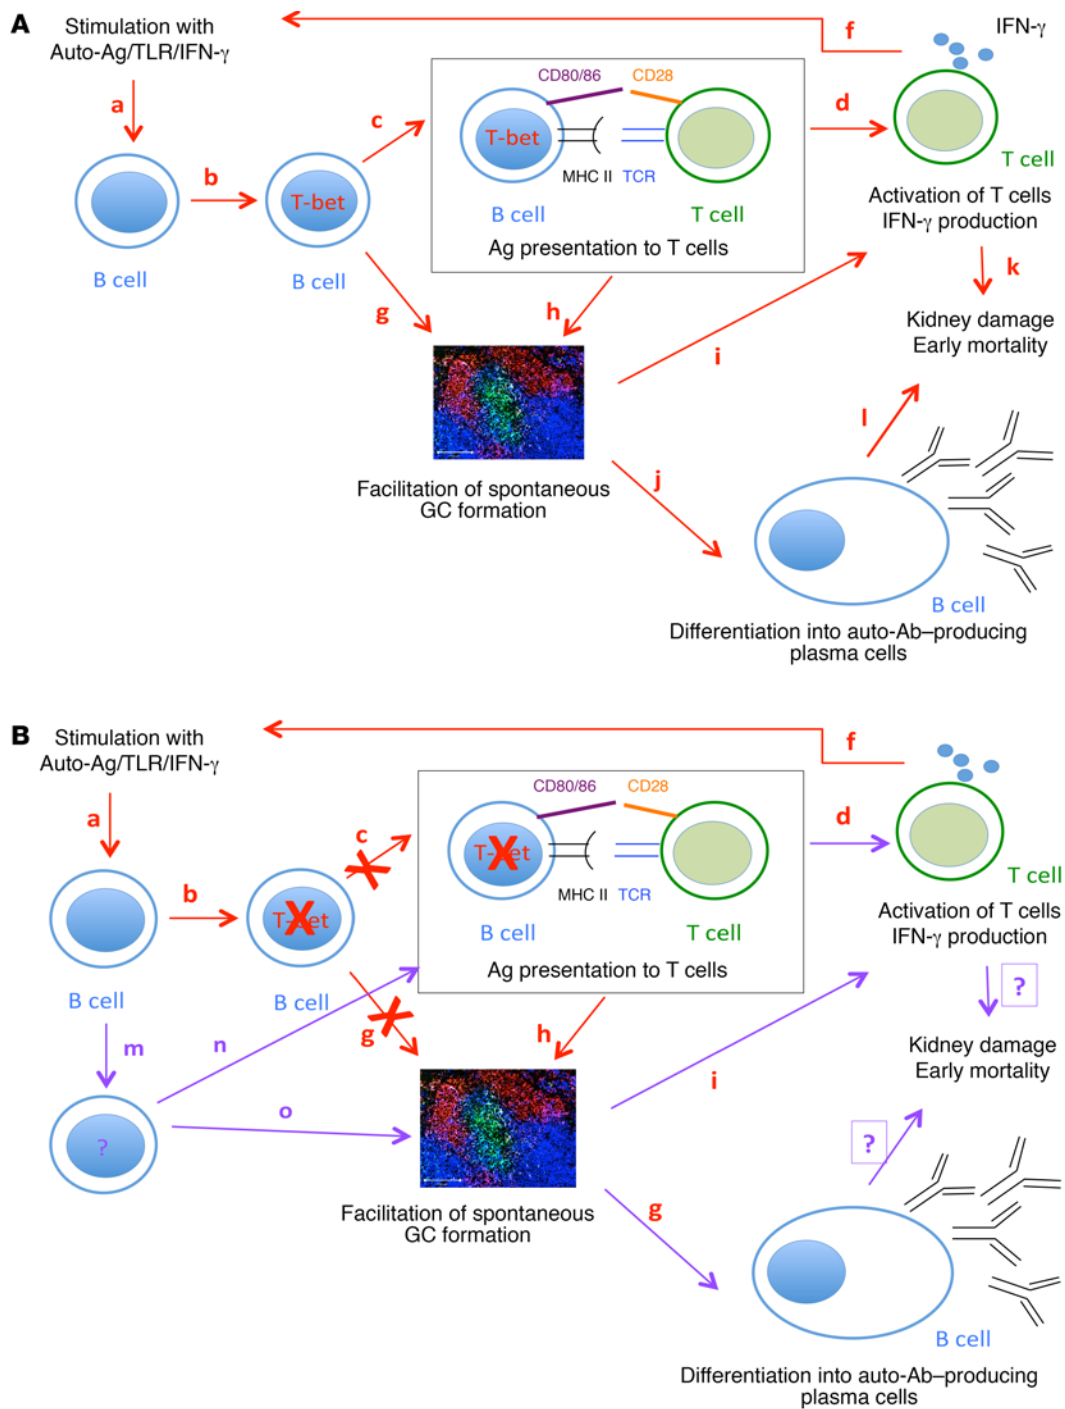 A
Stimulation with
Auto-Ag/TLR/IFN-γ
f
IFN-γ
a
c
CD80/86
CD28
T-bet
MHC II
TCR
B cell
T cell
Ag presentation to T cells
d
T cell
Activation of T cells
IFN-γ production
b
T-bet
B cell
B cell
g
h
i
k
Kidney damage
Early mortality
Facilitation of spontaneous
GC formation
j
l
B cell
Differentiation into auto-Ab–producing
plasma cells
B
Stimulation with
Auto-Ag/TLR/IFN-γ
f
a
c
CD80/86
CD28
T-bet
MHC II
TCR
B cell
T cell
Ag presentation to T cells
d
T cell
Activation of T cells
IFN-γ production
b
T-bet
B cell
B cell
g
h
m
n
o
?
i
?
Kidney damage
Early mortality
Facilitation of spontaneous
GC formation
g
?
B cell
Differentiation into auto-Ab–producing
plasma cells